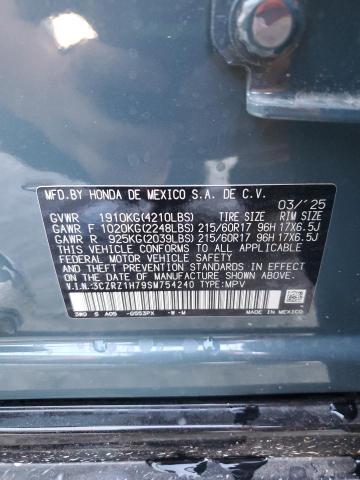 MFD.BY HONDA DE MEXICO S.A. DE C.V.
03/'25
GVWR 1910KG(4210LBS) TIRE SIZE RIM SIZE
GAWR F 1020KG(2248LBS) 215/60R17 96H 17X6.5J
GAWR R 925KG(2039LBS) 215/60R17 96H 17X6.5J
THIS VEHICLE CONFORMS TO ALL APPLICABLE
FEDERAL MOTOR VEHICLE SAFETY AND
THEFT PREVENTION STANDARDS IN EFFECT ON
THE DATE OF MANUFACTURE SHOWN ABOVE.
V.I.N.:3CZRZ1H79SM754240 TYPE:MPV
3W0 S A05 -G553PX -W-M